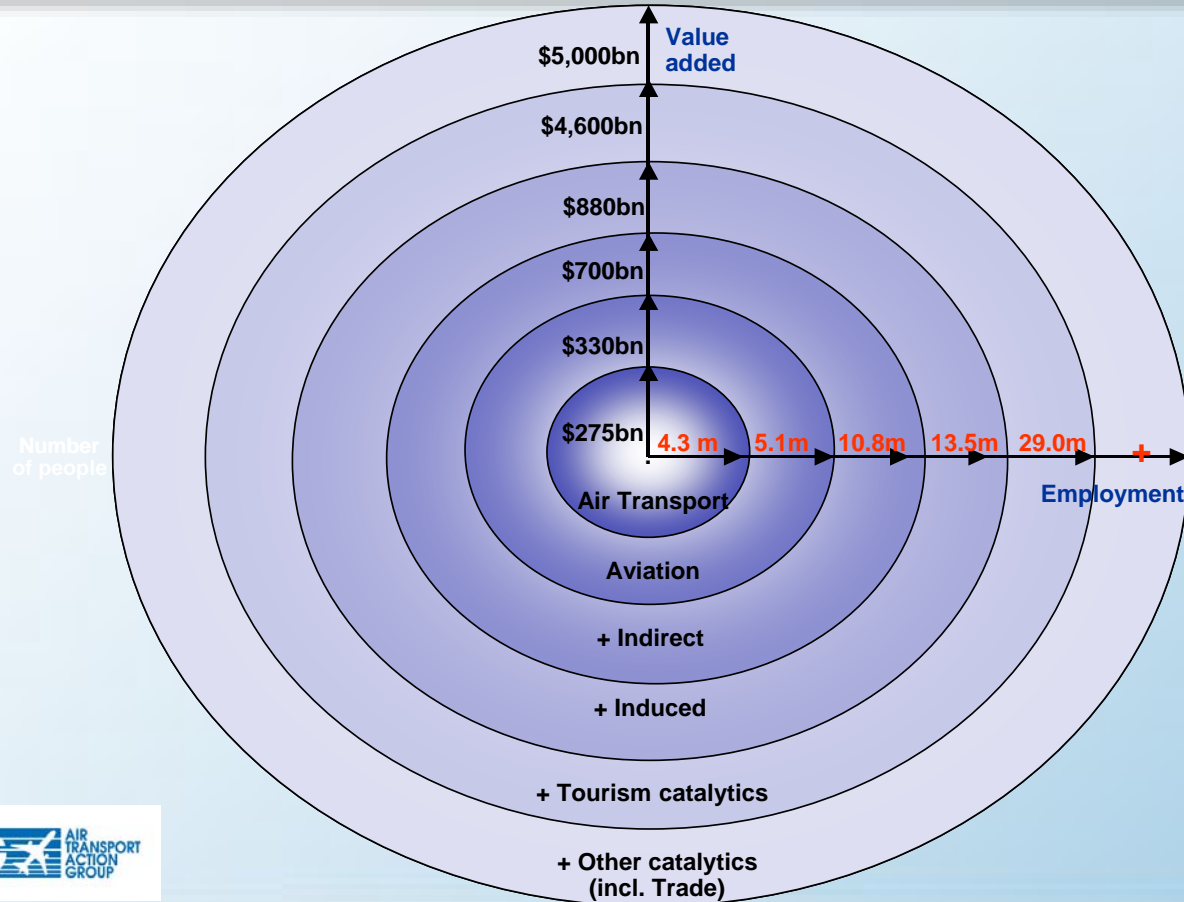 Value
added
$5,000bn
$4,600bn
$880bn
$700bn
$330bn
$275bn
4.3 m
5.1m
10.8m
13.5m
29.0m
+
Number
of people
Employment
Air Transport
Aviation
+ Indirect
+ Induced
+ Tourism catalytics
+ Other catalytics
(incl. Trade)
AIR
TRANSPORT
ACTION
GROUP